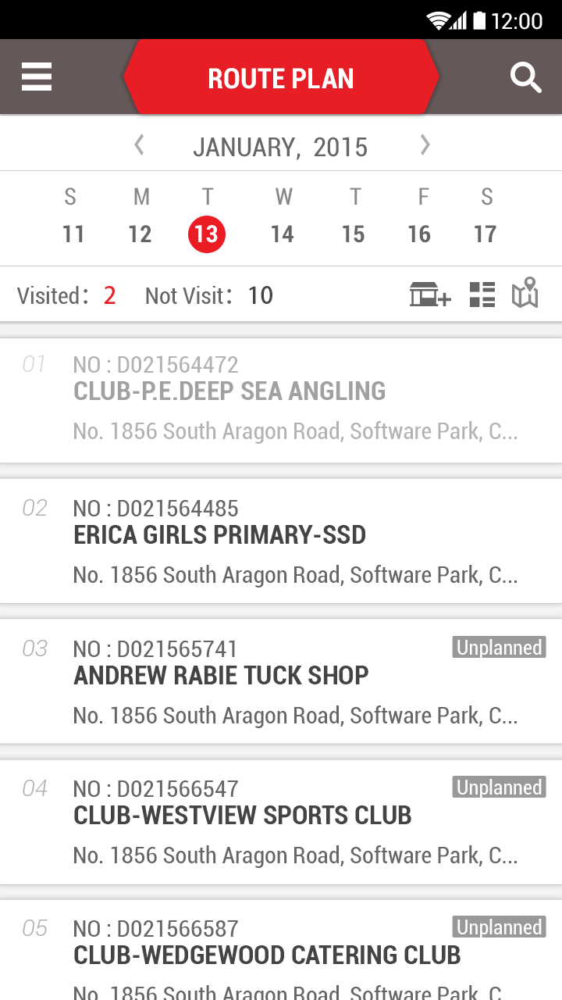 12:00
ROUTE PLAN
JANUARY, 2015
S M T W T F S
11 12 13 14 15 16 17
Visited: 2 Not Visit: 10
01 NO : D021564472
CLUB-P.E.DEEP SEA ANGLING
No. 1856 South Aragon Road, Software Park, C...
02 NO : D021564485
ERICA GIRLS PRIMARY-SSD
No. 1856 South Aragon Road, Software Park, C...
03 NO : D021565741 Unplanned
ANDREW RABIE TUCK SHOP
No. 1856 South Aragon Road, Software Park, C...
04 NO : D021566547 Unplanned
CLUB-WESTVIEW SPORTS CLUB
No. 1856 South Aragon Road, Software Park, C...
05 NO : D021566587 Unplanned
CLUB-WEDGEWOOD CATERING CLUB
No. 1856 South Aragon Road, Software Park, C...